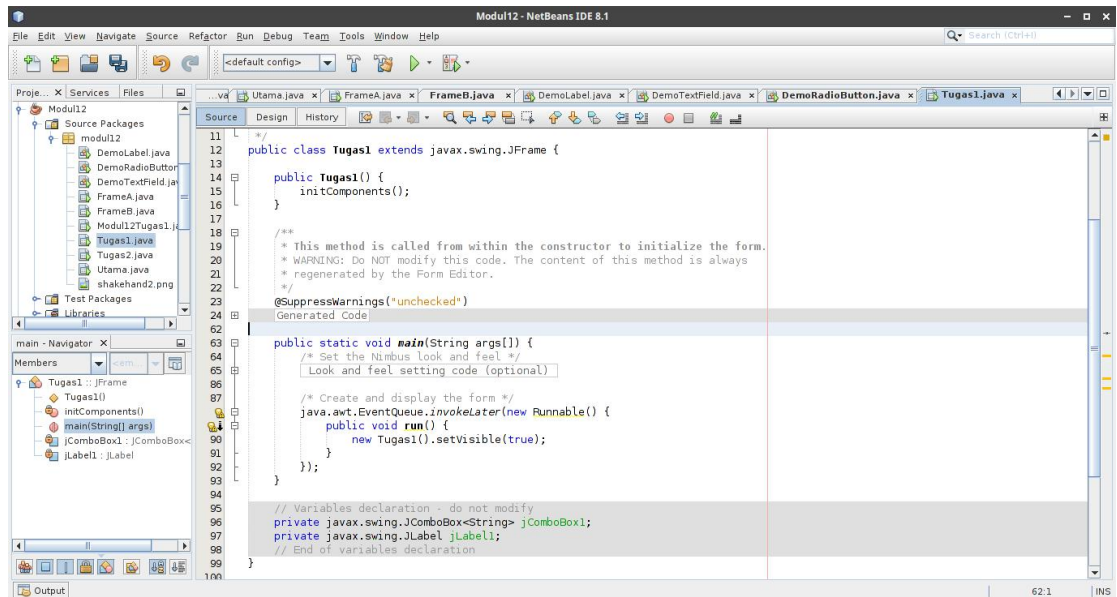 Modul12 - NetBeans IDE 8.1
File Edit View Navigate Source Refactor Run Debug Team Tools Window Help
Search (Ctrl+I)
<default config>
Proje... X Services Files
Modul12
Source Packages
modul12
DemoLabel.java
DemoRadioButton
DemoTextField.jav
FrameA.java
FrameB.java
Modul12Tugas1.ja
Tugas1.java
Tugas2.java
Utama.java
shakehand2.png
Test Packages
Libraries
main - Navigator X
Members
Tugas1 :: JFrame
Tugas1()
initComponents()
main(String[] args)
jComboBox1 : JComboBox<
jLabel1 : JLabel
...va Utama.java x FrameA.java x FrameB.java x DemoLabel.java x DemoTextField.java x DemoRadioButton.java x Tugas1.java x
Source Design History
11 */
12 public class Tugas1 extends javax.swing.JFrame {
13
14 public Tugas1() {
15 initComponents();
16 }
17
18 /**
19 * This method is called from within the constructor to initialize the form.
20 * WARNING: Do NOT modify this code. The content of this method is always
21 * regenerated by the Form Editor.
22 */
23 @SuppressWarnings("unchecked")
24 Generated Code
62
63 public static void main(String args[]) {
64 /* Set the Nimbus look and feel */
65 Look and feel setting code (optional)
86
87 /* Create and display the form */
java.awt.EventQueue.invokeLater(new Runnable() {
public void run() {
90 new Tugas1().setVisible(true);
91 }
92 });
93 }
94
95 // Variables declaration - do not modify
96 private javax.swing.JComboBox<String> jComboBox1;
97 private javax.swing.JLabel jLabel1;
98 // End of variables declaration
99 }
100
Output
62:1 INS